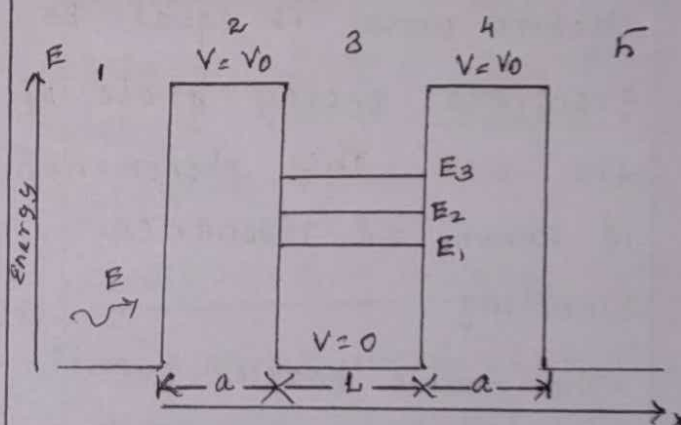 2 3 4 5
E 1 V = V0 V = V0
E3
E2
E1
Energy
E
V = 0
a L a
x